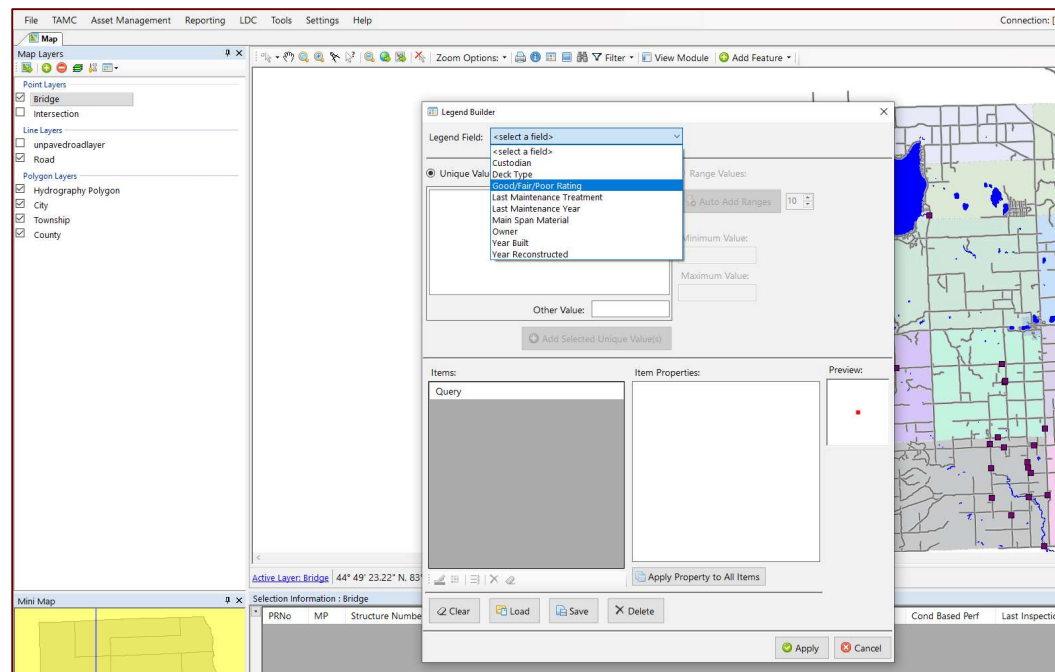 File TAMC Asset Management Reporting LDC Tools Settings Help Connection: [
Map
Map Layers
Zoom Options: Filter View Module Add Feature
Point Layers
Bridge
Intersection
Line Layers
unpavedroadlayer
Road
Polygon Layers
Hydrography Polygon
City
Township
County
Legend Builder
Legend Field: <select a field>
<select a field>
Custodian
Unique Valu Deck Type Range Values:
Good/Fair/Poor Rating
Last Maintenance Treatment Auto Add Ranges 10
Last Maintenance Year
Main Span Material
Owner
Year Built Minimum Value:
Year Reconstructed
Maximum Value:
Other Value:
Add Selected Unique Value(s)
Items: Item Properties: Preview:
Query
Apply Property to All Items
Clear Load Save Delete
Apply Cancel
Active Layer: Bridge 44° 49' 23.22" N, 83°
Mini Map
Selection Information : Bridge
PRNo MP Structure Numbe Cond Based Perf Last Inspectio